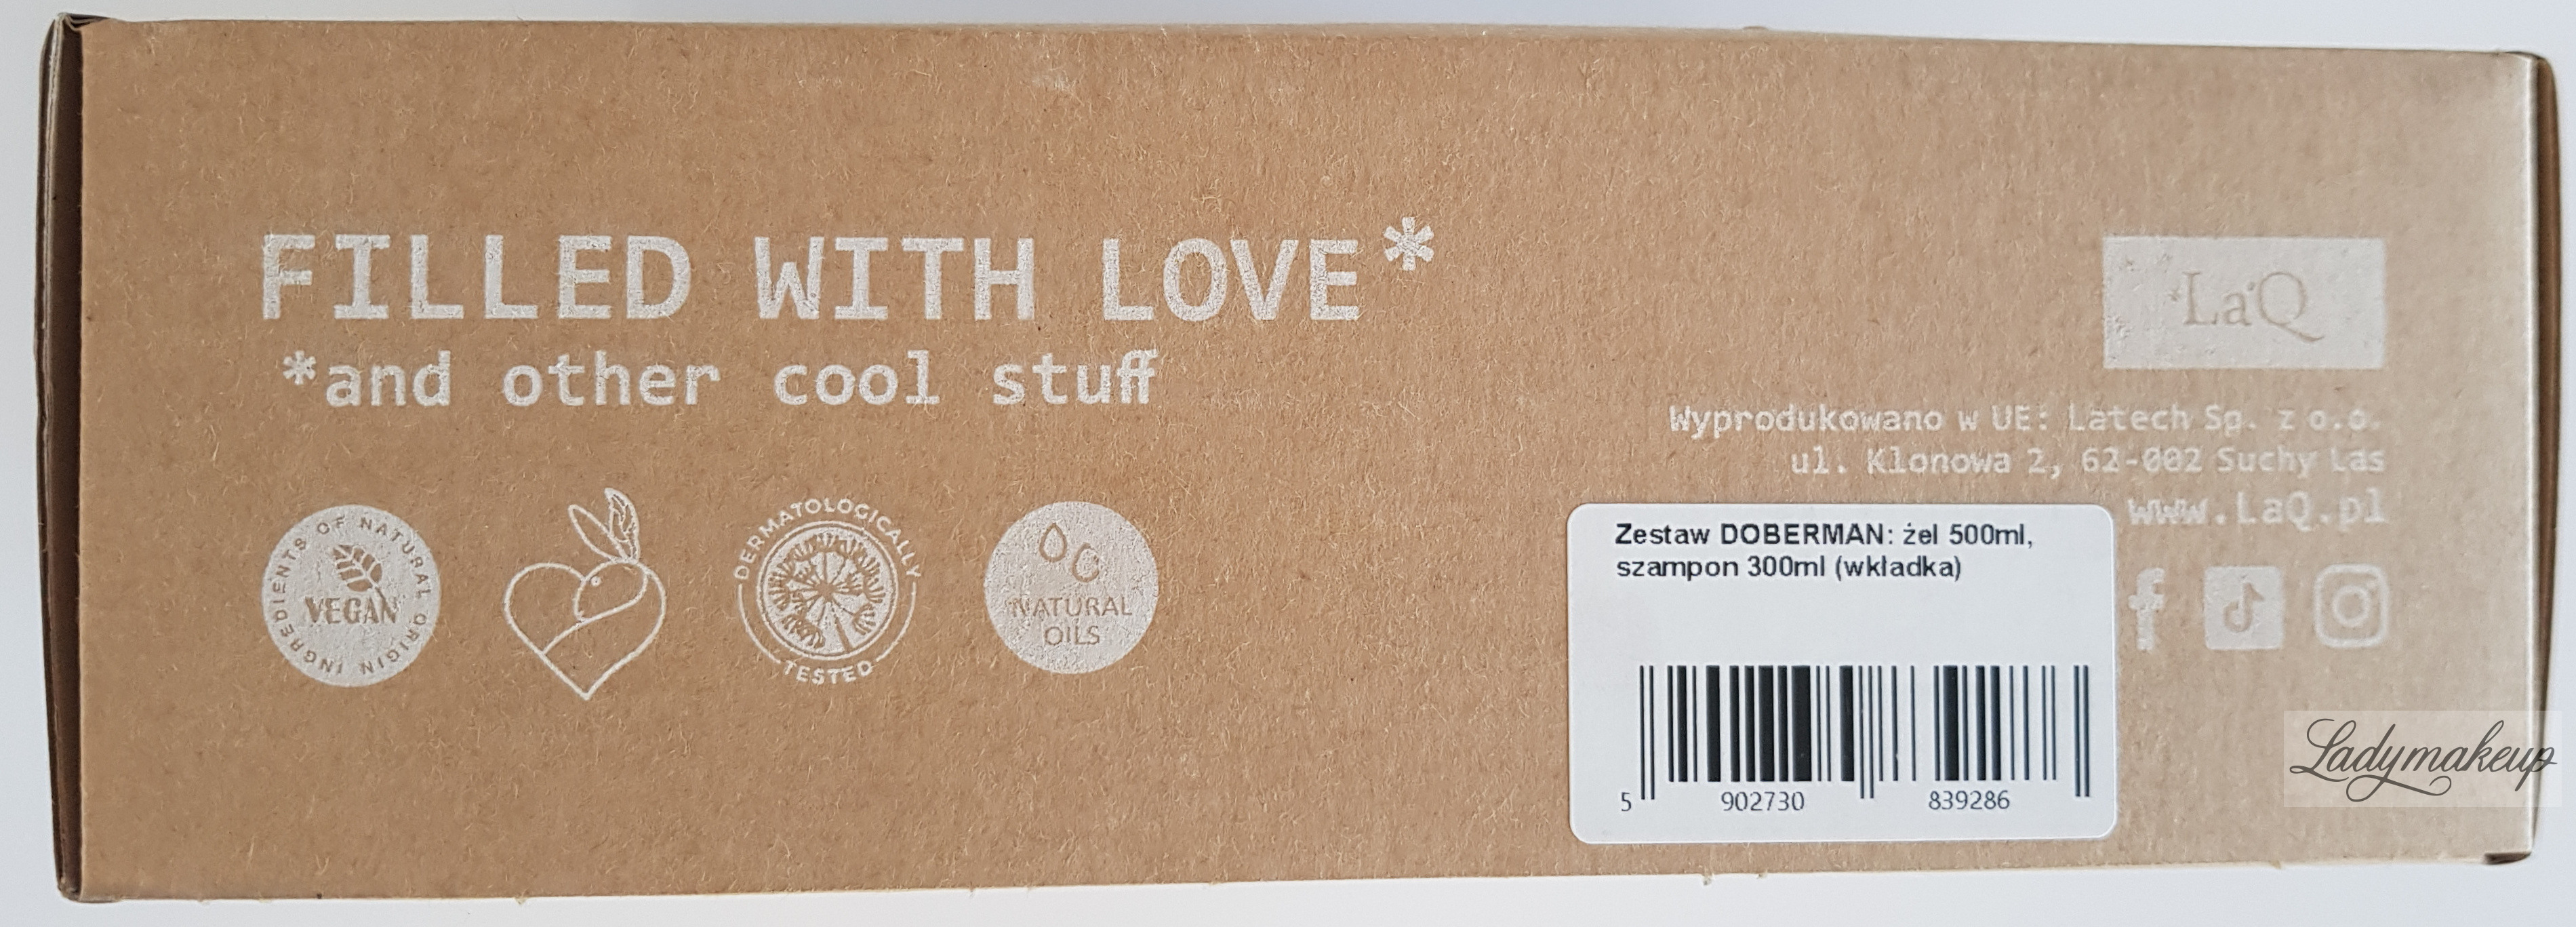 FILLED WITH LOVE*
*and other cool stuff
INGREDIENTS OF NATURAL ORIGIN
VEGAN
DERMATOLOGICALLY
TESTED
NATURAL
OILS
LaQ
Wyprodukowano w UE: Latech Sp. z o.o.
ul. Klonowa 2, 62-002 Suchy Las
www.LaQ.pl
Zestaw DOBERMAN: żel 500ml,
szampon 300ml (wkładka)
5 902730 839286
Ladymakeup